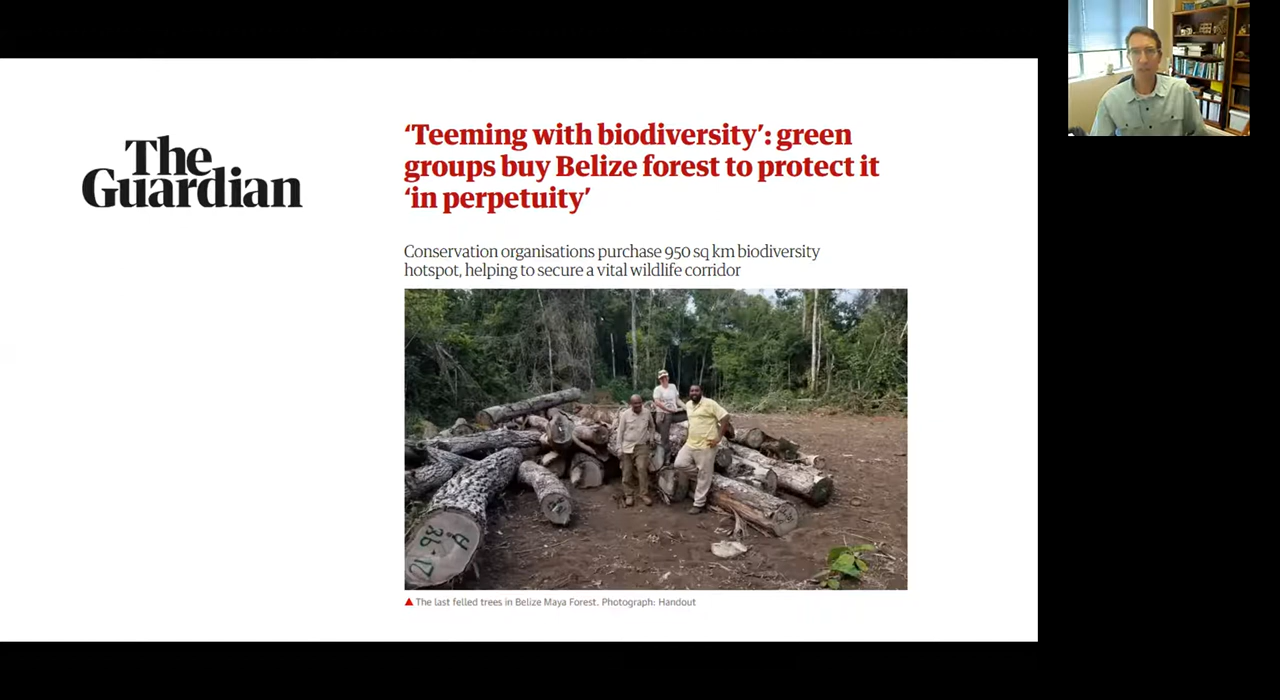 The
Guardian
‘Teeming with biodiversity’: green
groups buy Belize forest to protect it
‘in perpetuity’
Conservation organisations purchase 950 sq km biodiversity
hotspot, helping to secure a vital wildlife corridor
The last felled trees in Belize Maya Forest. Photograph: Handout